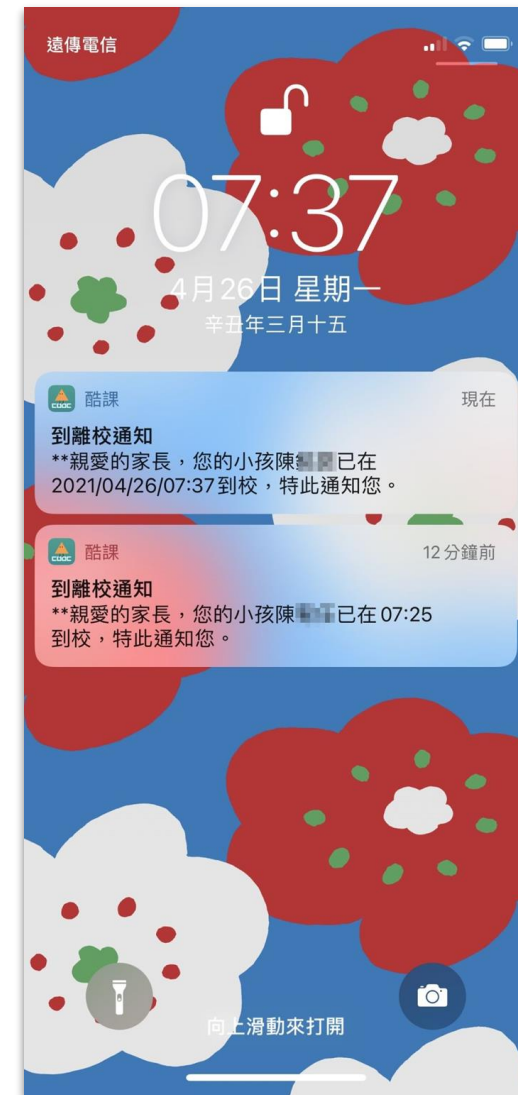 遠傳電信
07:37
4月26日 星期一
辛丑年三月十五
酷課
現在
到離校通知
**親愛的家長,您的小孩陳 已在
2021/04/26/07:37到校,特此通知您。
酷課
12分鐘前
到離校通知
**親愛的家長,您的小孩陳 已在07:25
到校,特此通知您。
向上滑動來打開